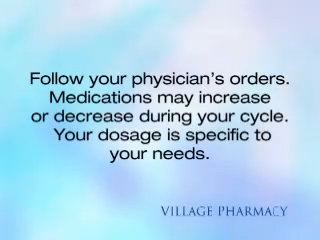 Follow your physician's orders.
Medications may increase
or decrease during your cycle.
Your dosage is specific to
your needs.
VILLAGE PHARMACY